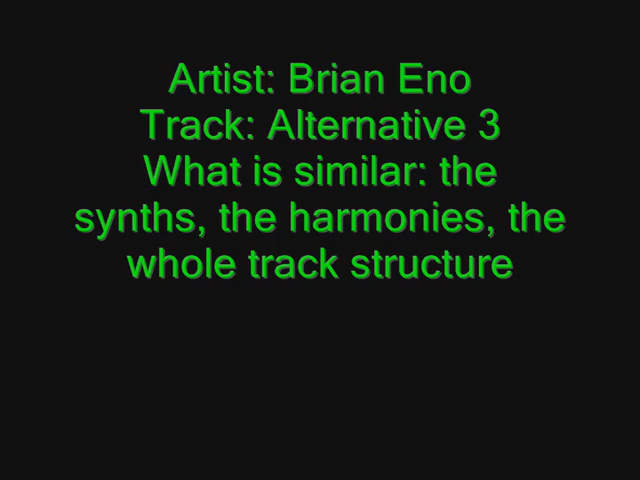 Artist: Brian Eno
Track: Alternative 3
What is similar: the
synths, the harmonies, the
whole track structure